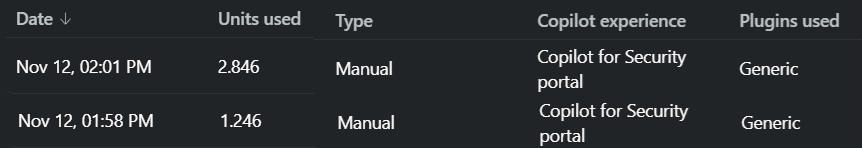 Date ↓ Units used Type Copilot experience Plugins used
Nov 12, 02:01 PM 2.846 Manual Copilot for Security portal Generic
Nov 12, 01:58 PM 1.246 Manual Copilot for Security portal Generic